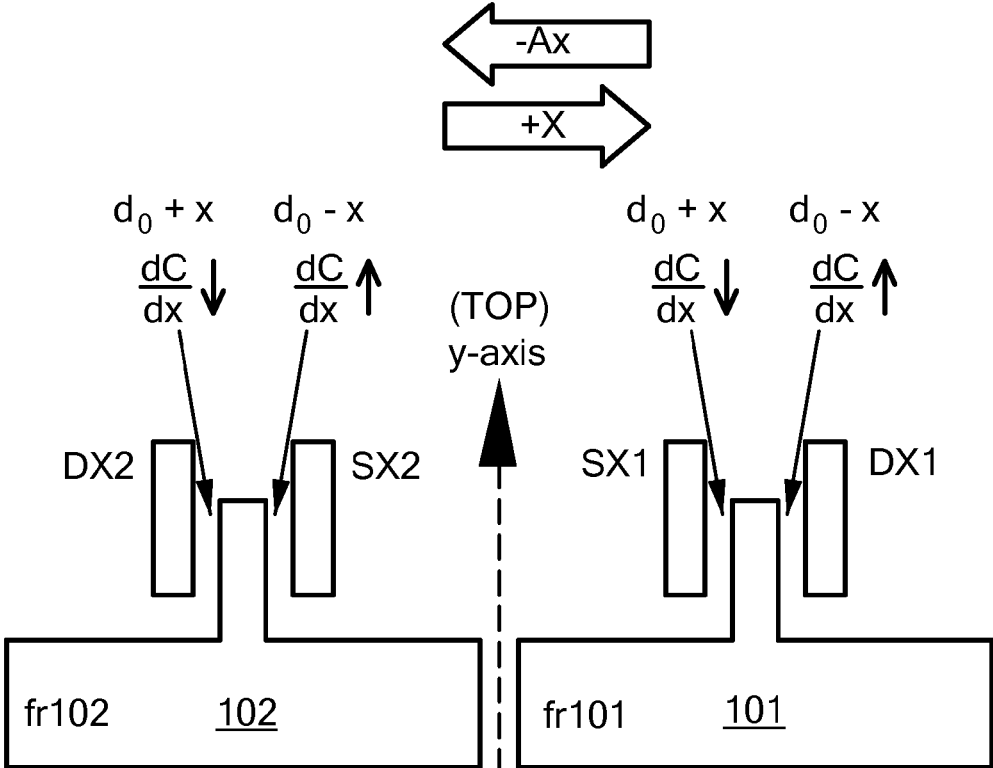 -Ax
+X
d₀ + x d₀ - x d₀ + x d₀ - x
dC/dx ↓ dC/dx ↑ dC/dx ↓ dC/dx ↑
(TOP)
y-axis
DX2 SX2 SX1 DX1
fr102 102 fr101 101